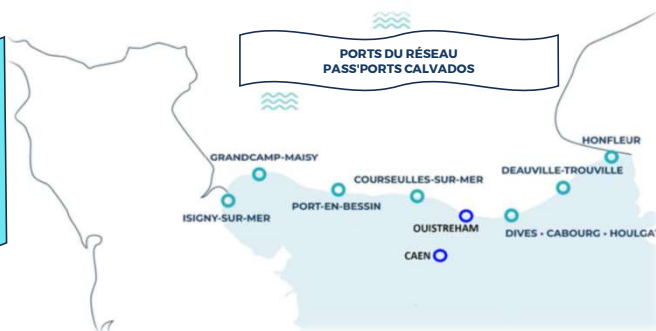 PORTS DU RÉSEAU
PASS'PORTS CALVADOS
HONFLEUR
GRANDCAMP-MAISY
DEAUVILLE-TROUVILLE
COURSEULLES-SUR-MER
PORT-EN-BESSIN
ISIGNY-SUR-MER
OUISTREHAM
DIVES • CABOURG • HOULGAT
CAEN